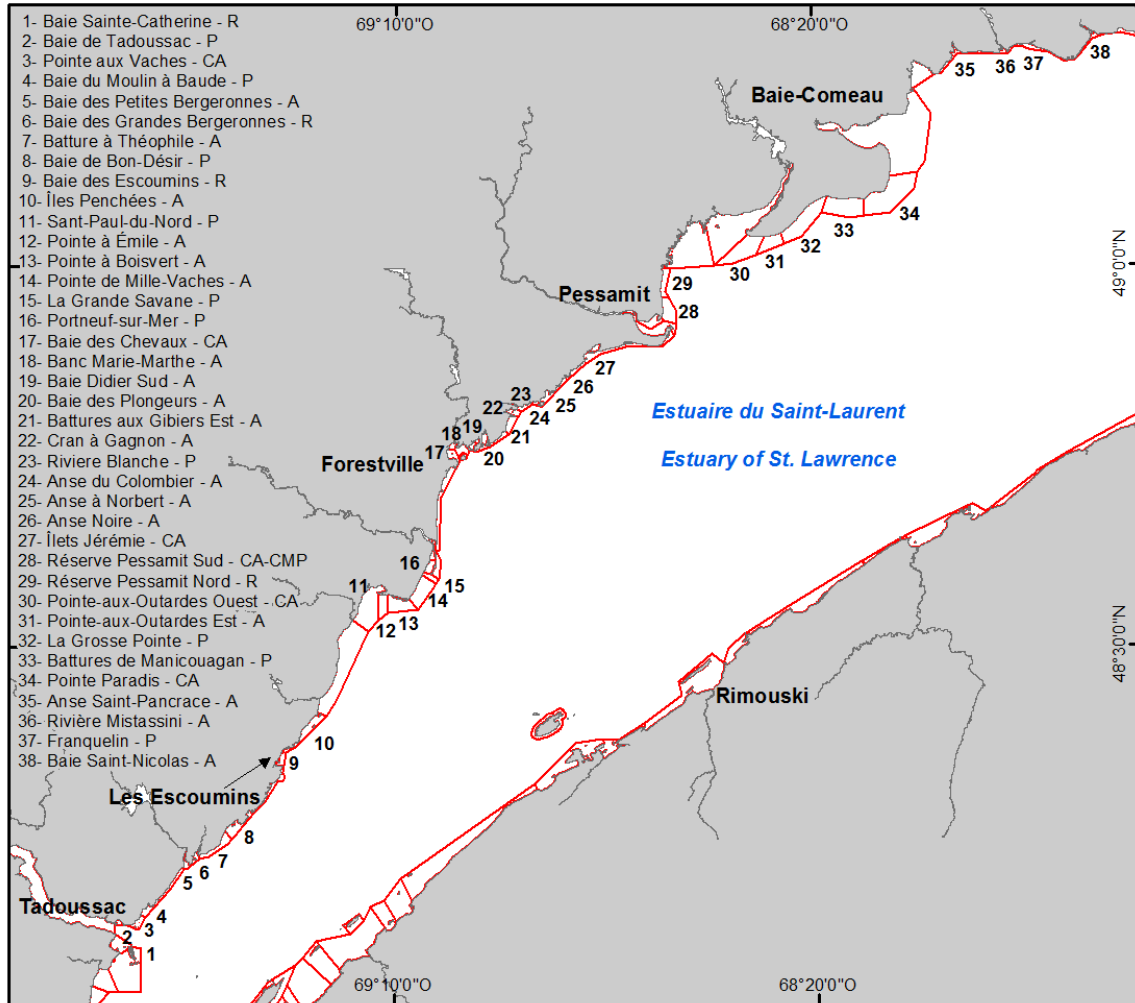 69°10'0"O
68°20'0"O
1- Baie Sainte-Catherine - R
2- Baie de Tadoussac - P
3- Pointe aux Vaches - CA
4- Baie du Moulin à Baude - P
5- Baie des Petites Bergeronnes - A
6- Baie des Grandes Bergeronnes - R
7- Batture à Théophile - A
8- Baie de Bon-Désir - P
9- Baie des Escoumins - R
10- Îles Penchées - A
11- Sant-Paul-du-Nord - P
12- Pointe à Émile - A
13- Pointe à Boisvert - A
14- Pointe de Mille-Vaches - A
15- La Grande Savane - P
16- Portneuf-sur-Mer - P
17- Baie des Chevaux - CA
18- Banc Marie-Marthe - A
19- Baie Didier Sud - A
20- Baie des Plongeurs - A
21- Battures aux Gibiers Est - A
22- Cran à Gagnon - A
23- Riviere Blanche - P
24- Anse du Colombier - A
25- Anse à Norbert - A
26- Anse Noire - A
27- Îlets Jérémie - CA
28- Réserve Pessamit Sud - CA-CMP
29- Réserve Pessamit Nord - R
30- Pointe-aux-Outardes Ouest - CA
31- Pointe-aux-Outardes Est - A
32- La Grosse Pointe - P
33- Battures de Manicouagan - P
34- Pointe Paradis - CA
35- Anse Saint-Pancrace - A
36- Rivière Mistassini - A
37- Franquelin - P
38- Baie Saint-Nicolas - A
38
37
36
35
Baie-Comeau
34
33
32
31
30
49°0'0"N
29
Pessamit
28
27
26
25
24
23
22
21
20
19
18
17
Forestville
Estuaire du Saint-Laurent
Estuary of St. Lawrence
16
15
14
13
12
11
48°30'0"N
Rimouski
10
9
Les Escoumins
8
7
6
5
4
Tadoussac
3
2
1
69°10'0"O
68°20'0"O